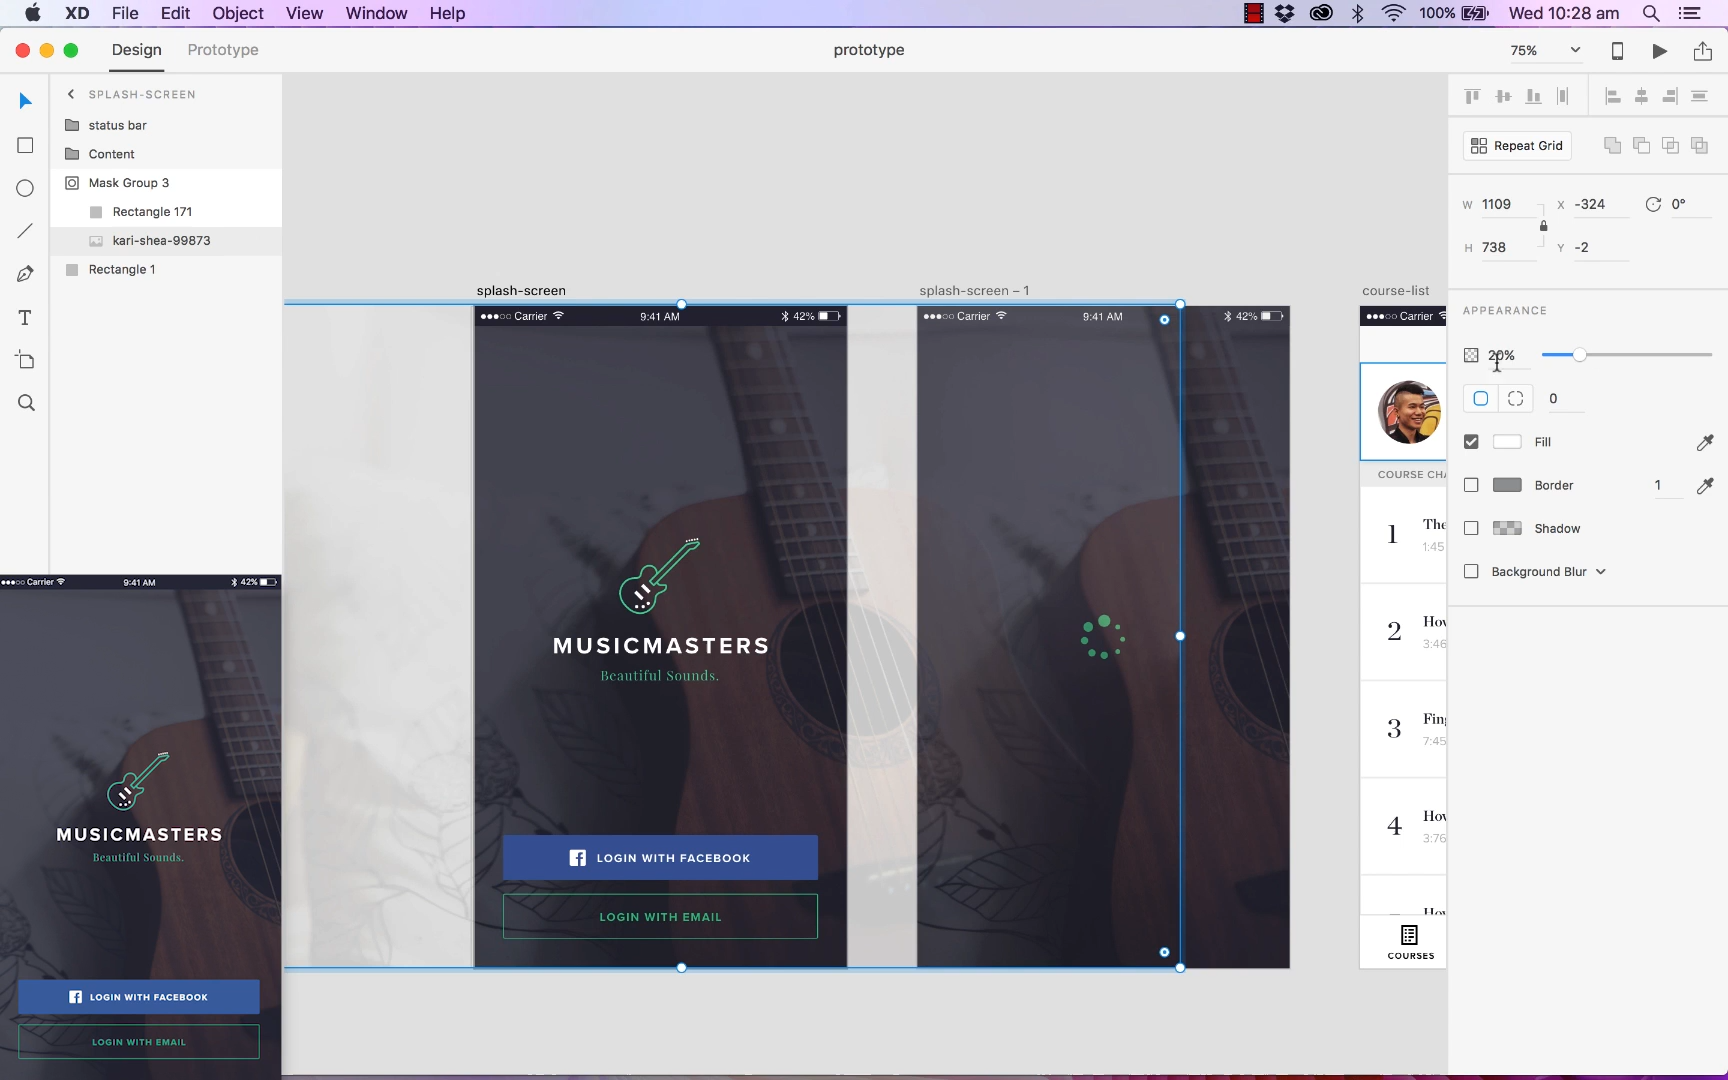 XD File Edit Object View Window Help
100% Wed 10:28 am
Design Prototype
prototype
75%
SPLASH-SCREEN
status bar
Content
Mask Group 3
Rectangle 171
kari-shea-99873
Rectangle 1
Carrier 9:41 AM 42%
MUSICMASTERS
Beautiful Sounds.
LOGIN WITH FACEBOOK
LOGIN WITH EMAIL
splash-screen
Carrier 9:41 AM 42%
MUSICMASTERS
Beautiful Sounds.
LOGIN WITH FACEBOOK
LOGIN WITH EMAIL
splash-screen – 1
Carrier 9:41 AM 42%
course-list
Carrier
COURSE CHA
1 The
1:45
2 How
3:46
3 Fing
7:45
4 How
3:76
How
COURSES
Repeat Grid
W 1109 X -324 0°
H 738 Y -2
APPEARANCE
20%
0
Fill
Border 1
Shadow
Background Blur